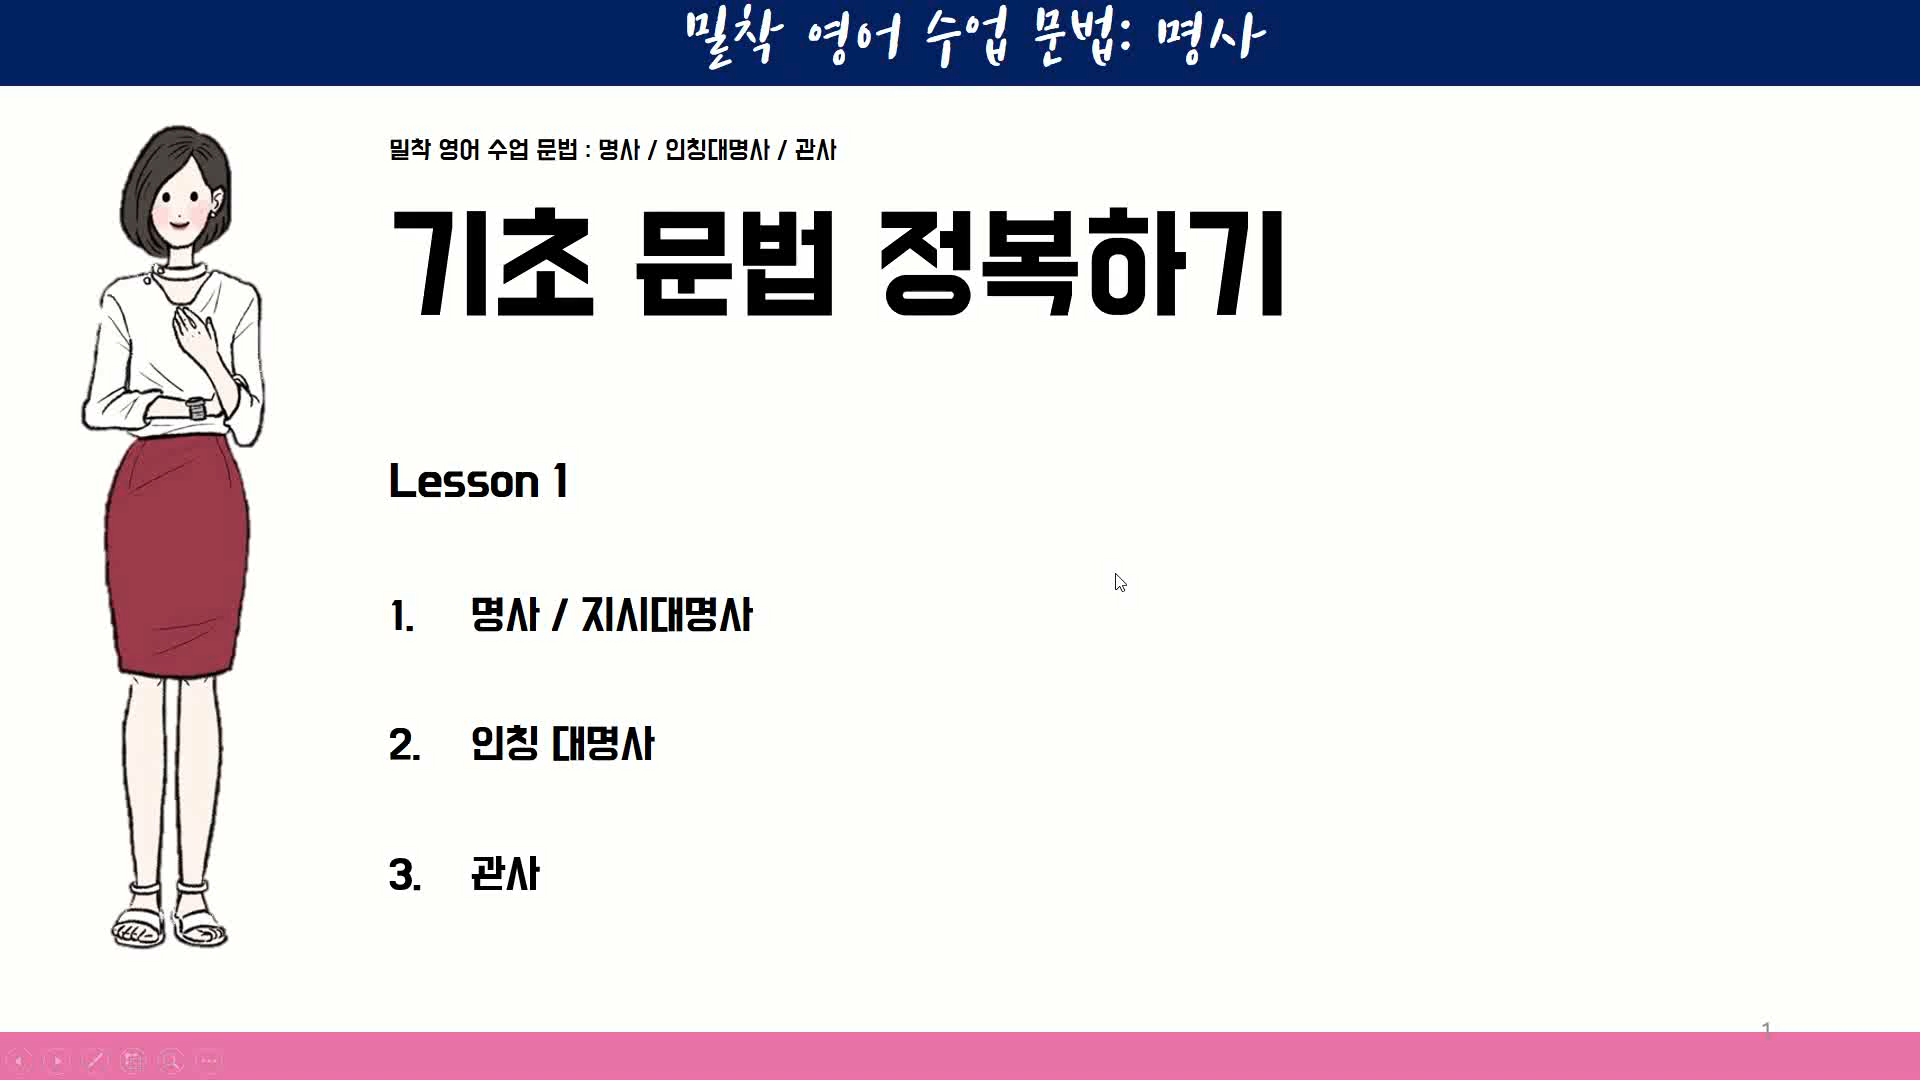 밀착 영어 수업 문법: 명사
밀착 영어 수업 문법 : 명사 / 인칭대명사 / 관사
기초 문법 정복하기
Lesson 1
1. 명사 / 지시대명사
2. 인칭 대명사
3. 관사
1